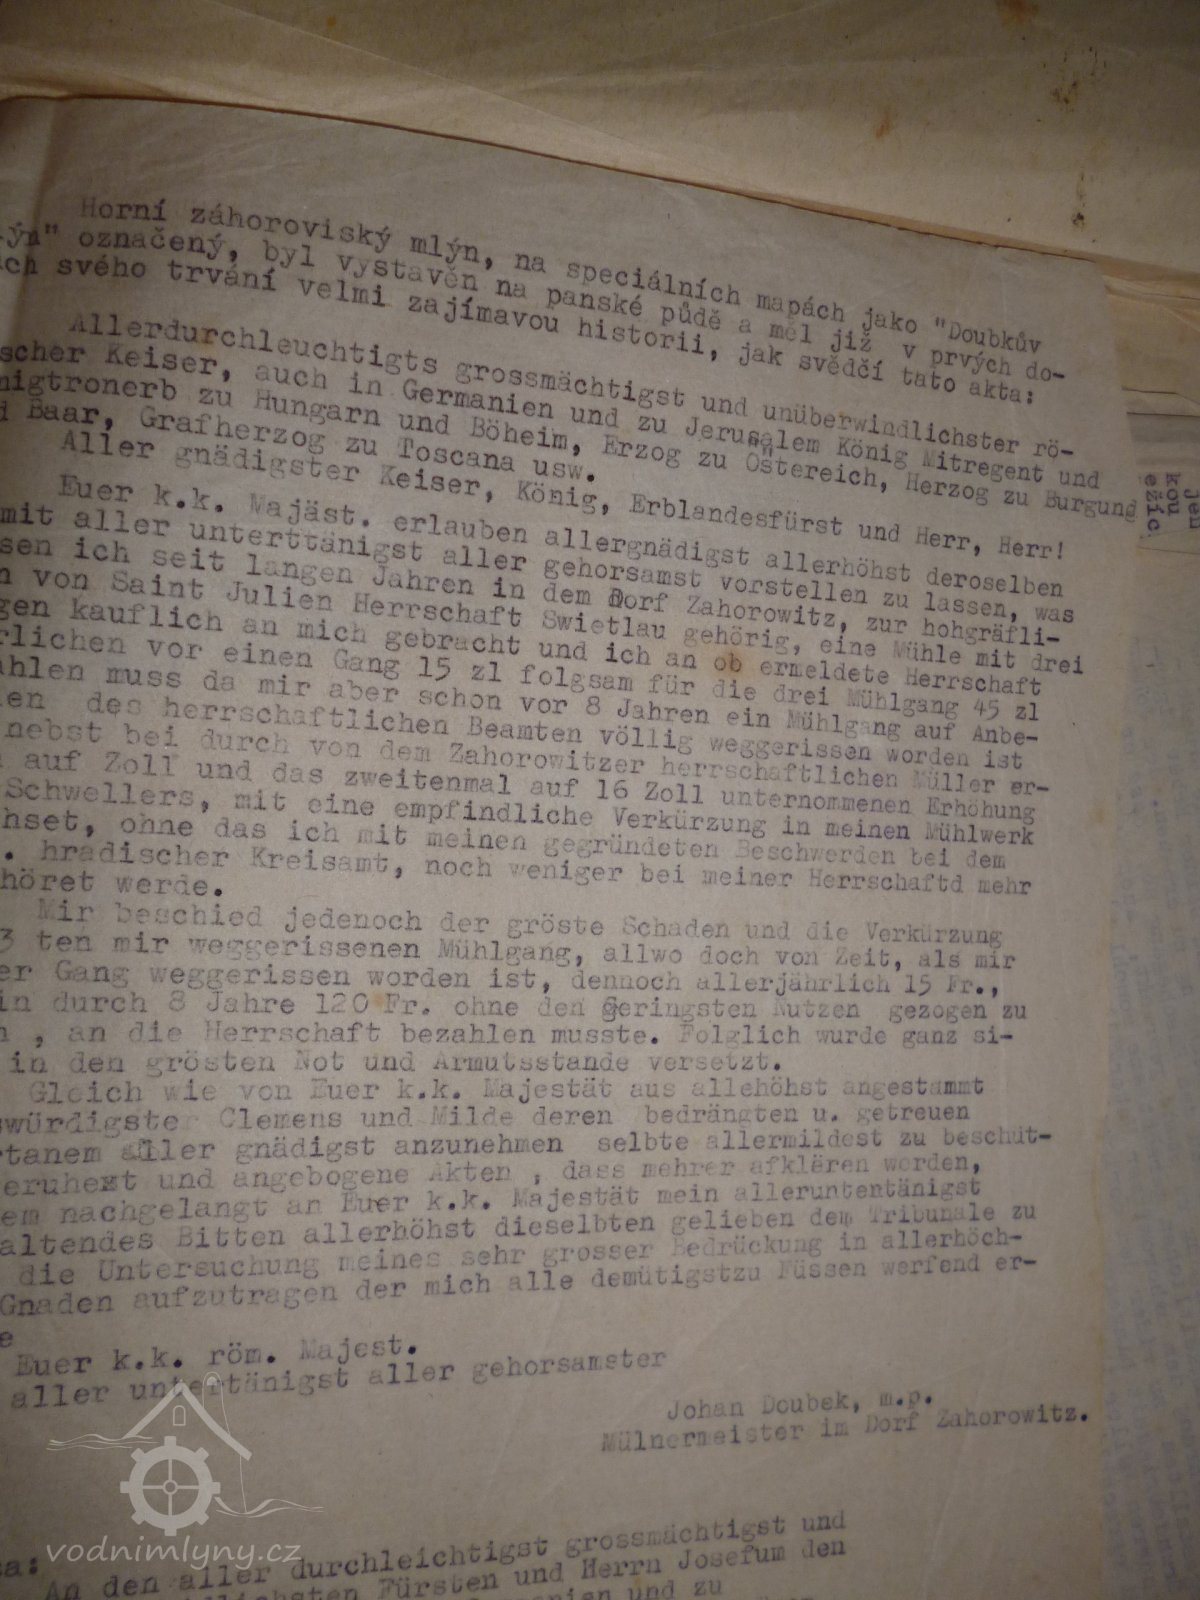 Horní záhoroviský mlýn, na speciálních mapách jako "Doubkův
-ýn" označený, byl vystavěn na panské půdě a měl již v prvých do-
ch svého trvání velmi zajímavou historii, jak svědčí tato akta:
Allerdurchleuchtigts grossmächtigst und unüberwindlichster rö-
scher Keiser, auch in Germanien und zu Jerusalem König Mitregent und
nigtronerb zu Hungarn und Böheim, Erzog zu Östereich, Herzog zu Burgund
d Baar, Grafherzog zu Toscana usw.
Aller gnädigster Keiser, König, Erblandesfürst und Herr, Herr!
Euer k.k. Majäst. erlauben allergnädigst allerhöhst deroselben
mit aller unterttänigst aller gehorsamst vorstellen zu lassen, was
sen ich seit langen Jahren in dem Dorf Zahorowitz, zur hohgräfli-
n von Saint Julien Herrschaft Swietlau gehörig, eine Mühle mit drei
gen kauflich an mich gebracht und ich an ob ermeldete Herrschaft
rlichen vor einen Gang 15 zl folgsam für die drei Mühlgang 45 zl
ahlen muss da mir aber schon vor 8 Jahren ein Mühlgang auf Anbe-
len des herrschaftlichen Beamten völlig weggerissen worden ist
nebst bei durch von dem Zahorowitzer herrschaftlichen Müller er-
auf Zoll und das zweitenmal auf 16 Zoll unternommenen Erhöhung
Schwellers, mit eine empfindliche Verkürzung in meinen Mühlwerk
hset, ohne das ich mit meinen gegründeten Beschwerden bei dem
. hradischer Kreisamt, noch weniger bei meiner Herrschaftd mehr
höret werde.
Mir beschied jedenoch der gröste Schaden und die Verkürzung
3 ten mir weggerissenen Mühlgang, allwo doch von Zeit, als mir
er Gang weggerissen worden ist, dennoch allerjährlich 15 Fr.,
in durch 8 Jahre 120 Fr. ohne den Geringsten Nutzen gezogen zu
n , an die Herrschaft bezahlen musste. Folglich wurde ganz si-
in den grösten Not und Armutsstande versetzt.
Gleich wie von Euer k.k. Majestät aus allehöhst angestammt
swürdigster Clemens und Milde deren bedrängten u. getreuen
rtanem aller gnädigst anzunehmen selbte allermildest zu beschüt-
eruhert und angebogene Akten , dass mehrer afklären werden,
em nachgelangt an Euer k.k. Majestät mein alleruntentänigst
altendes Bitten allerhöhst dieselbten gelieben dem Tribunale zu
die Untersuchung meines sehr grosser Bedrückung in allerhöch-
Gnaden aufzutragen der mich alle demütigstzu Füssen werfend er-
e
Euer k.k. röm. Majest.
aller untertänigst aller gehorsamster
Johan Doubek, m.p.
Mülnermeister im Dorf Zahorowitz.
sa:
An den aller durchleichtigst grossmächtigst und
dlichsten Fürsten und Herrn Josefum den
manien und zu
jen
kou
ežic
vodnimlyny.cz